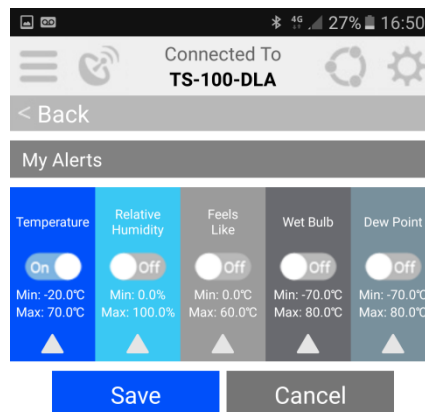 4G 27% 16:50
Connected To
TS-100-DLA
< Back
My Alerts
Temperature
On
Min: -20.0℃
Max: 70.0℃
Relative
Humidity
Off
Min: 0.0%
Max: 100.0%
Feels
Like
Off
Min: 0.0℃
Max: 60.0℃
Wet Bulb
Off
Min: -70.0℃
Max: 80.0℃
Dew Point
Off
Min: -70.0℃
Max: 80.0℃
Save
Cancel